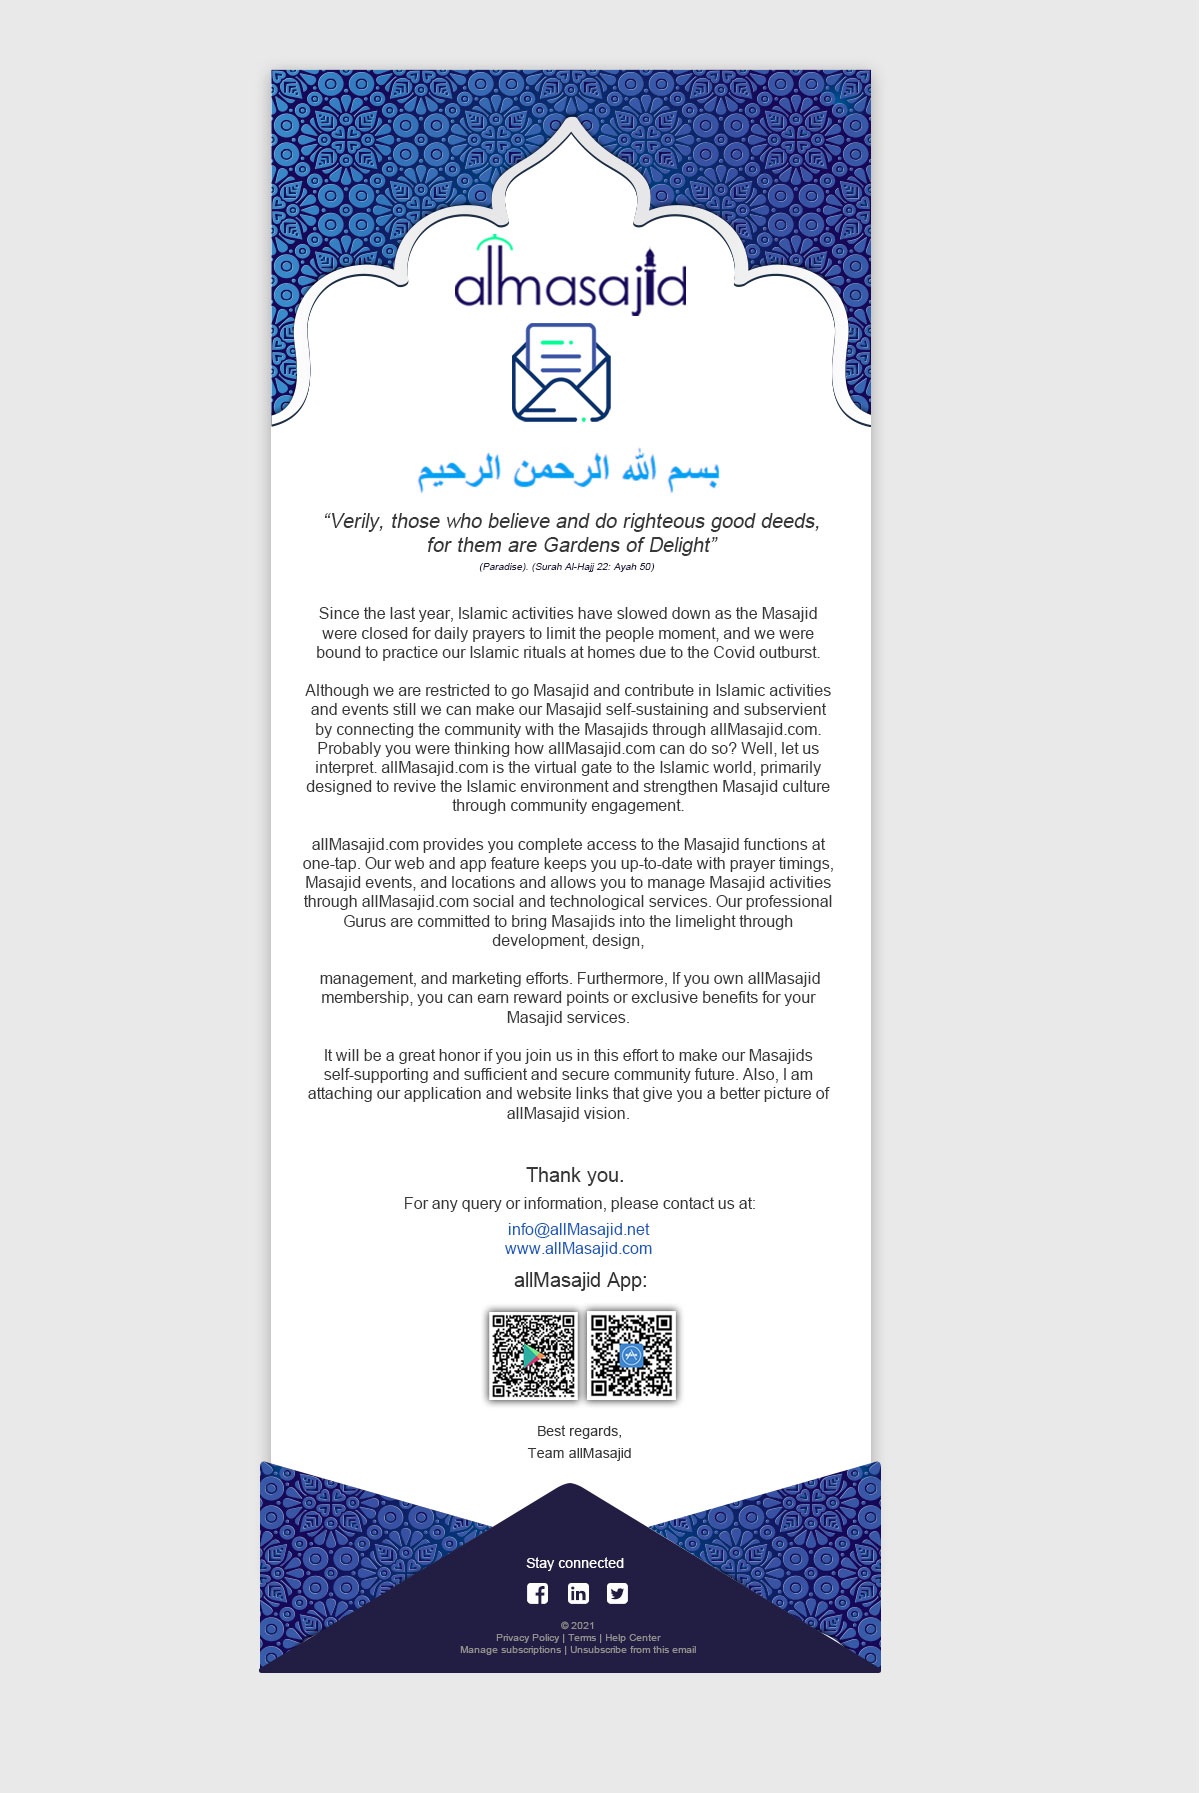 allmasajid
بسم الله الرحمن الرحيم
“Verily, those who believe and do righteous good deeds,
for them are Gardens of Delight”
(Paradise). (Surah Al-Hajj 22: Ayah 50)
Since the last year, Islamic activities have slowed down as the Masajid
were closed for daily prayers to limit the people moment, and we were
bound to practice our Islamic rituals at homes due to the Covid outburst.
Although we are restricted to go Masajid and contribute in Islamic activities
and events still we can make our Masajid self-sustaining and subservient
by connecting the community with the Masajids through allMasajid.com.
Probably you were thinking how allMasajid.com can do so? Well, let us
interpret. allMasajid.com is the virtual gate to the Islamic world, primarily
designed to revive the Islamic environment and strengthen Masajid culture
through community engagement.
allMasajid.com provides you complete access to the Masajid functions at
one-tap. Our web and app feature keeps you up-to-date with prayer timings,
Masajid events, and locations and allows you to manage Masajid activities
through allMasajid.com social and technological services. Our professional
Gurus are committed to bring Masajids into the limelight through
development, design,
management, and marketing efforts. Furthermore, If you own allMasajid
membership, you can earn reward points or exclusive benefits for your
Masajid services.
It will be a great honor if you join us in this effort to make our Masajids
self-supporting and sufficient and secure community future. Also, I am
attaching our application and website links that give you a better picture of
allMasajid vision.
Thank you.
For any query or information, please contact us at:
info@allMasajid.net
www.allMasajid.com
allMasajid App:
Best regards,
Team allMasajid
Stay connected
© 2021
Privacy Policy | Terms | Help Center
Manage subscriptions | Unsubscribe from this email